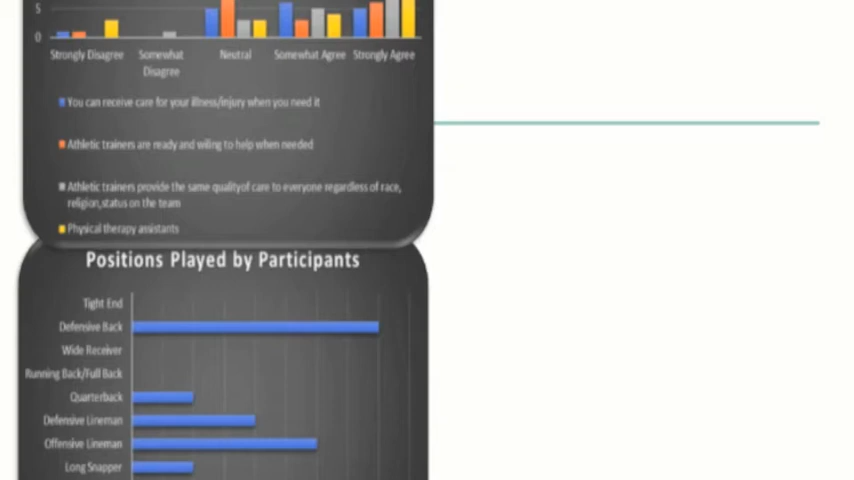 5
0
Strongly Disagree Somewhat Disagree Neutral Somewhat Agree Strongly Agree
You can receive care for your illness/injury when you need it
Athletic trainers are ready and wiling to help when needed
Athletic trainers provide the same qualityof care to everyone regardless of race,
religion,status on the team
Physical therapy assistants
Positions Played by Participants
Tight End
Defensive Back
Wide Receiver
Running Back/Full Back
Quarterback
Defensive Lineman
Offensive Lineman
Long Snapper